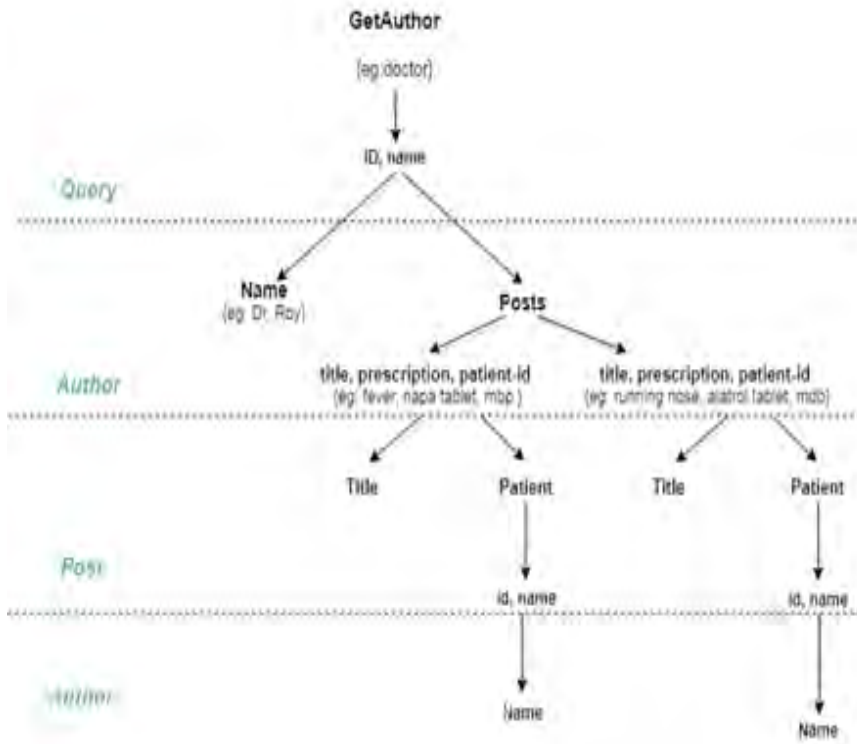 GetAuthor
(eg:doctor)
ID, name
Query
Name
(eg: Dr. Roy)
Posts
title, prescription, patient-id
(eg: fever, napa tablet, mbp )
title, prescription, patient-id
(eg: running nose, alatrol tablet, mdb)
Author
Title
Patient
Title
Patient
Post
id, name
id, name
Author
Name
Name